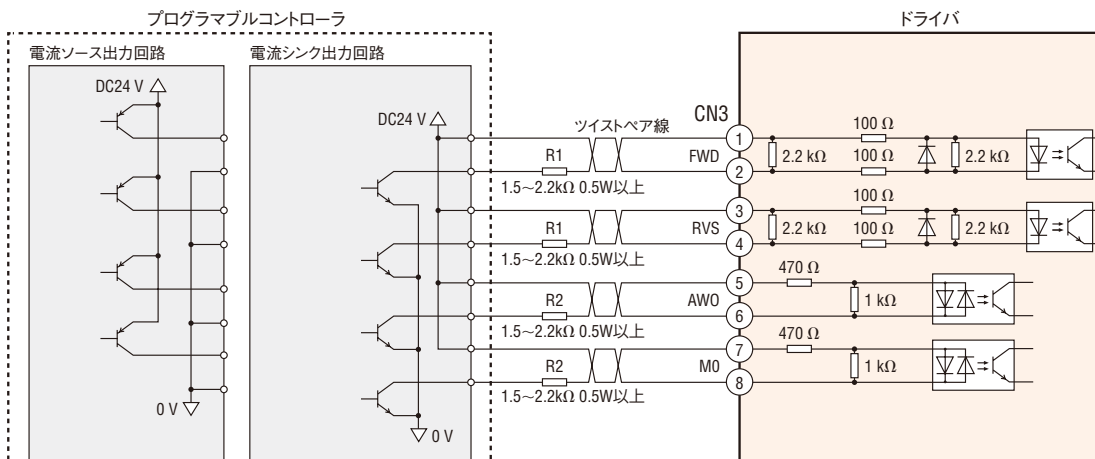 プログラマブルコントローラ
ドライバ
電流ソース出力回路
電流シンク出力回路
DC24 V
DC24 V
0 V
0 V
ツイストペア線
CN3
R1
1.5～2.2kΩ 0.5W以上
R1
1.5～2.2kΩ 0.5W以上
R2
1.5～2.2kΩ 0.5W以上
R2
1.5～2.2kΩ 0.5W以上
1
FWD
2
3
RVS
4
5
AWO
6
7
M0
8
100 Ω
2.2 kΩ
100 Ω
2.2 kΩ
100 Ω
2.2 kΩ
100 Ω
2.2 kΩ
470 Ω
1 kΩ
470 Ω
1 kΩ